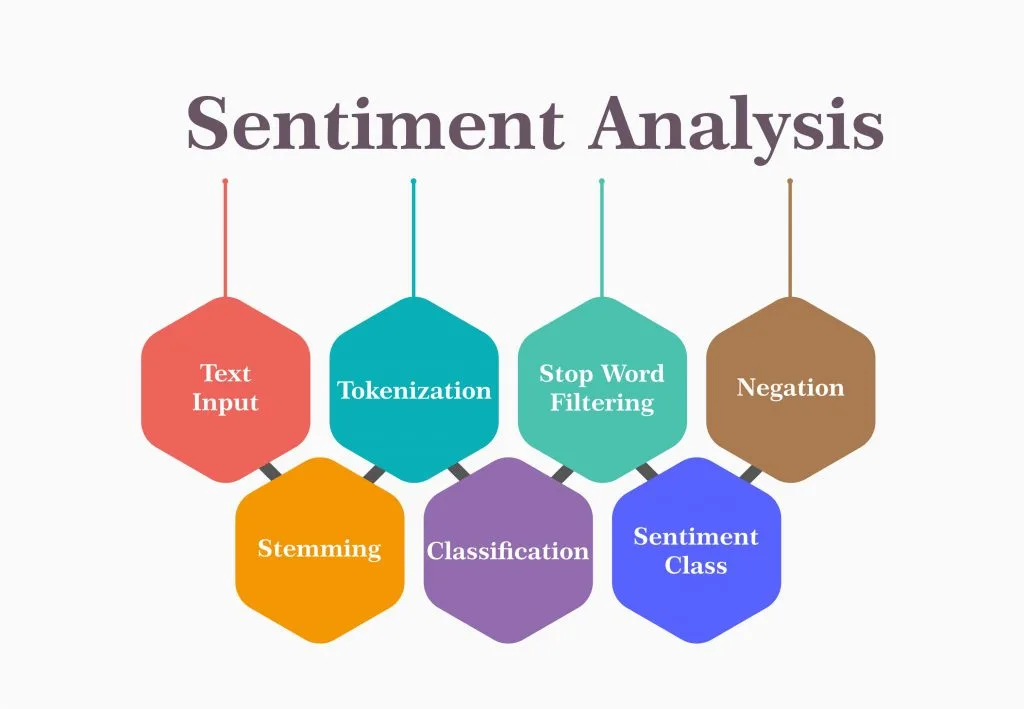 Sentiment Analysis
Text
Input
Tokenization
Stop Word
Filtering
Negation
Stemming
Classification
Sentiment
Class